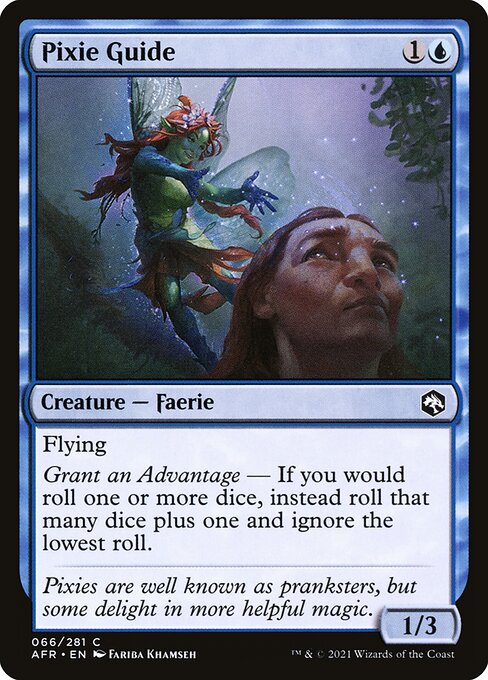 Pixie Guide 1
Creature — Faerie
Flying
Grant an Advantage — If you would
roll one or more dice, instead roll that
many dice plus one and ignore the
lowest roll.
Pixies are well known as pranksters, but
some delight in more helpful magic.
1/3
066/281 C
AFR • EN Fariba Khamseh
™ & © 2021 Wizards of the Coast